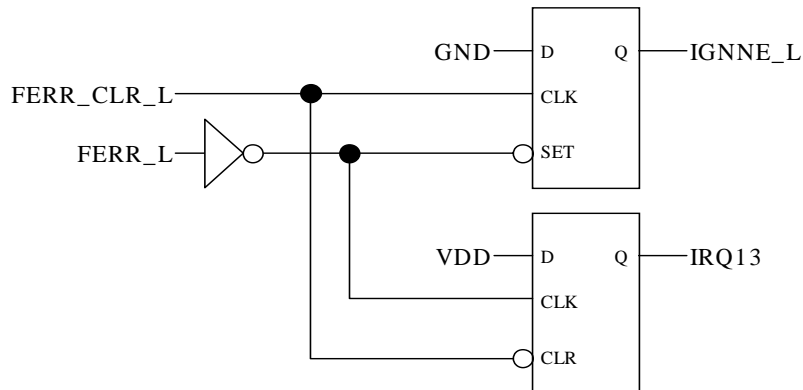 GND D Q IGNNE_L
FERR_CLR_L CLK
FERR_L SET
VDD D Q IRQ13
CLK
CLR